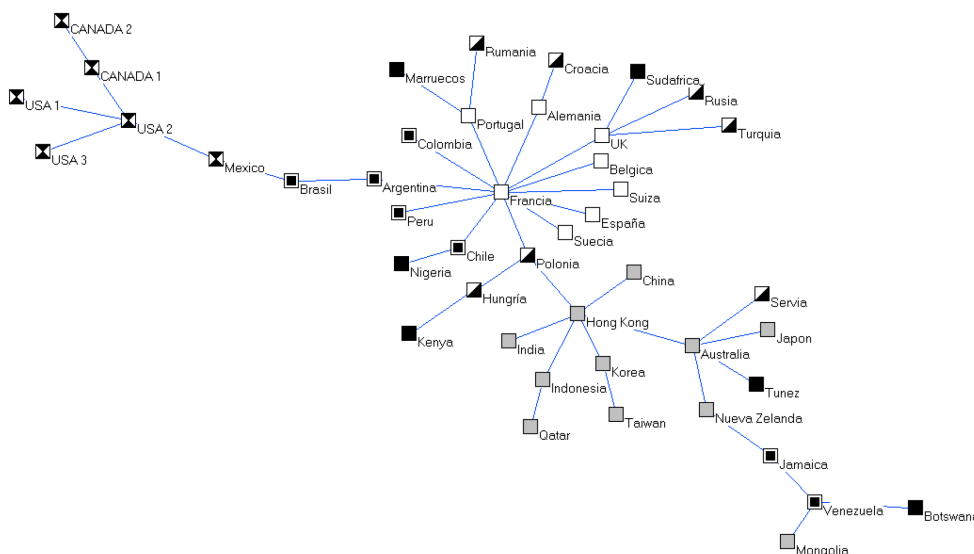 CANADA 2
Rumania
Croacia
CANADA 1
Marruecos
Sudafrica
USA 1
Rusia
Portugal
Alemania
USA 2
Turquia
UK
Colombia
USA 3
Mexico
Belgica
Brasil
Argentina
Francia
Suiza
Peru
España
Suecia
Chile
Polonia
Nigeria
China
Hungría
Servia
Hong Kong
Kenya
India
Australia
Japon
Korea
Indonesia
Tunez
Nueva Zelanda
Taiwan
Qatar
Jamaica
Venezuela
Botswana
Mongolia